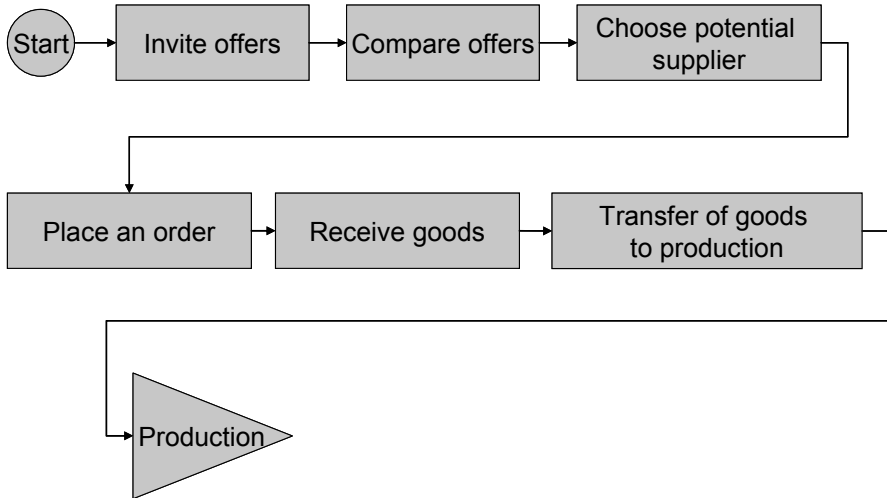 Start
Invite offers
Compare offers
Choose potential
supplier
Place an order
Receive goods
Transfer of goods
to production
Production